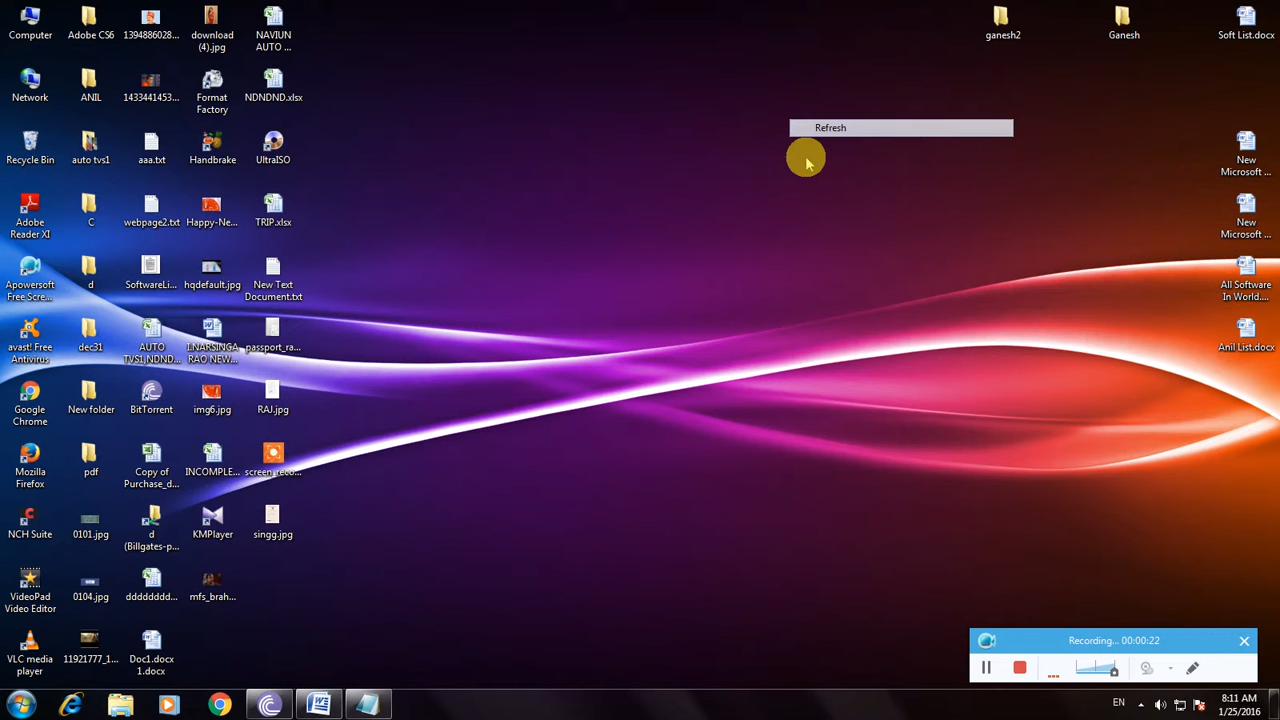 Computer
Adobe CS6
1394886028...
download
(4).jpg
NAVIUN
AUTO ...
ganesh2
Ganesh
Soft List.docx
Network
ANIL
1433441453...
Format
Factory
NDNDND.xlsx
Refresh
Recycle Bin
auto tvs1
aaa.txt
Handbrake
UltraISO
New
Microsoft ...
Adobe
Reader XI
C
webpage2.txt
Happy-Ne...
TRIP.xlsx
New
Microsoft ...
Apowersoft
Free Scre...
d
SoftwareLi...
hqdefault.jpg
New Text
Document.txt
All Software
In World....
avast! Free
Antivirus
dec31
AUTO
TVS1,NDND...
I.NARSINGA
RAO NEW...
passport_ra...
Anil List.docx
Google
Chrome
New folder
BitTorrent
img6.jpg
RAJ.jpg
Mozilla
Firefox
pdf
Copy of
Purchase_d...
INCOMPLE...
screen_reco...
NCH Suite
0101.jpg
d
(Billgates-p...
KMPlayer
singg.jpg
VideoPad
Video Editor
0104.jpg
dddddddd...
mfs_brah...
VLC media
player
11921777_1...
Doc1.docx
1.docx
Recording... 00:00:22
EN
8:11 AM
1/25/2016